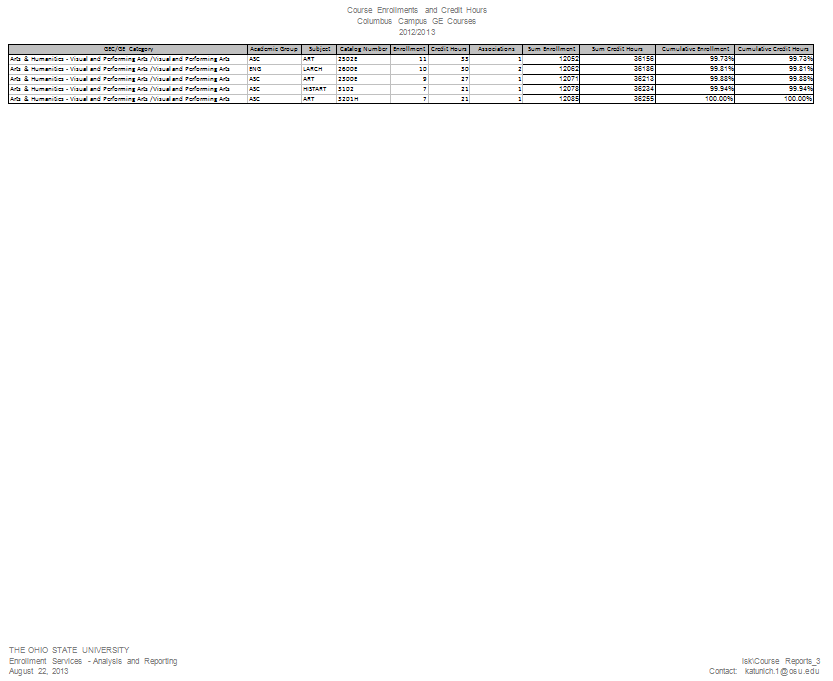 Course Enrollments and Credit Hours
Columbus Campus GE Courses
2012/2013
GEC/GE Category Academic Group Subject Catalog Number Enrollment Credit Hours Associations Sum Enrollment Sum Credit Hours Cumulative Enrollment Cumulative Credit Hours
Arts & Humanities - Visual and Performing Arts /Visual and Performing Arts ASC ART 11 33 1 12052 36156 99.73% 99.73%
Arts & Humanities - Visual and Performing Arts /Visual and Performing Arts ENG LARCH 2600E 10 30 2 12062 36186 99.81% 99.81%
Arts & Humanities - Visual and Performing Arts /Visual and Performing Arts ASC ART 2300E 9 27 1 12071 36213 99.88% 99.88%
Arts & Humanities - Visual and Performing Arts /Visual and Performing Arts ASC HISTART 7 21 1 12078 36234 99.94% 99.94%
Arts & Humanities - Visual and Performing Arts /Visual and Performing Arts ASC ART 7 21 1 12085 36255 100.00% 100.00%
THE OHIO STATE UNIVERSITY
Enrollment Services - Analysis and Reporting
August 22, 2013
lsk\Course Reports_3
Contact: katunich.1@osu.edu